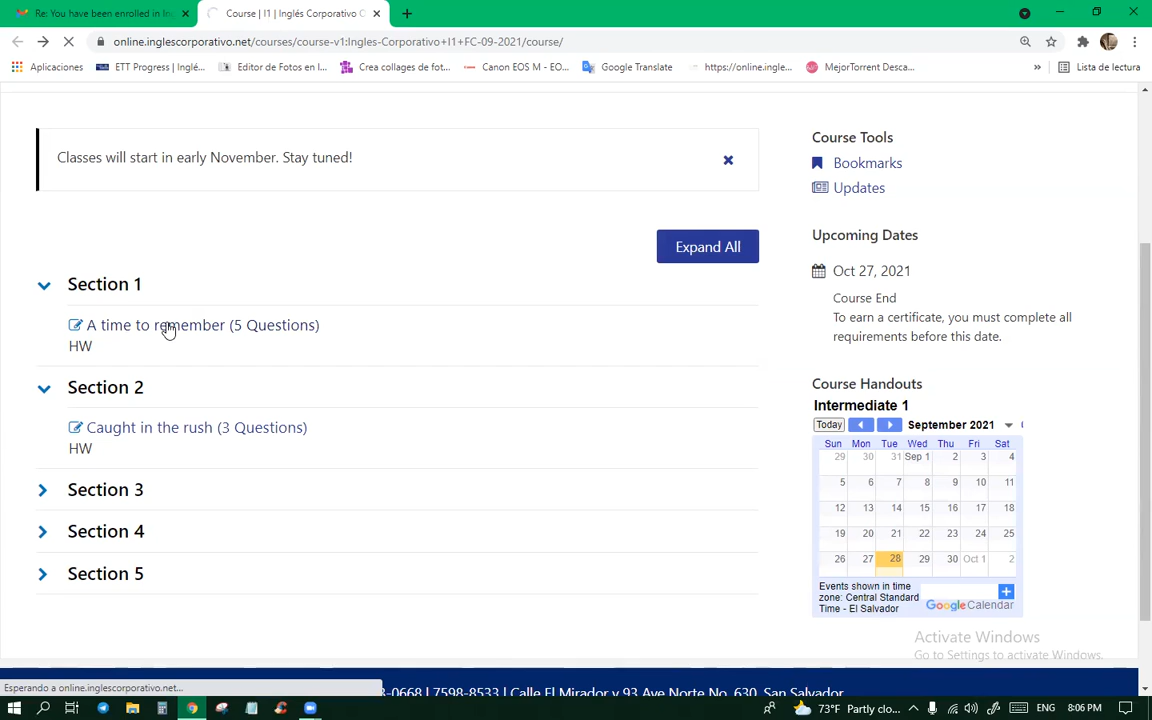 Re: You have been enrolled in In
Course | I1 | Inglés Corporativo C
online.inglescorporativo.net/courses/course-v1:Ingles-Corporativo+I1+FC-09-2021/course/
Aplicaciones
ETT Progress | Inglé...
Editor de Fotos en l...
Crea collages de fot...
Canon EOS M - EO...
Google Translate
https://online.ingle...
MejorTorrent Desca...
»
Lista de lectura
Classes will start in early November. Stay tuned!
Expand All
Section 1
A time to remember (5 Questions)
HW
Section 2
Caught in the rush (3 Questions)
HW
Section 3
Section 4
Section 5
Course Tools
Bookmarks
Updates
Upcoming Dates
Oct 27, 2021
Course End
To earn a certificate, you must complete all
requirements before this date.
Course Handouts
Intermediate 1
Today September 2021
Sun Mon Tue Wed Thu Fri Sat
29 30 31 Sep 1 2 3 4
5 6 7 8 9 10 11
12 13 14 15 16 17 18
19 20 21 22 23 24 25
26 27 28 29 30 Oct 1 2
Events shown in time
zone: Central Standard
Time - El Salvador
Google Calendar
Activate Windows
Go to Settings to activate Windows.
Esperando a online.inglescorporativo.net...
-0668 | 7598-8533 | Calle El Mirador y 93 Ave Norte No. 630, San Salvador
73°F Partly clo...
ENG
8:06 PM